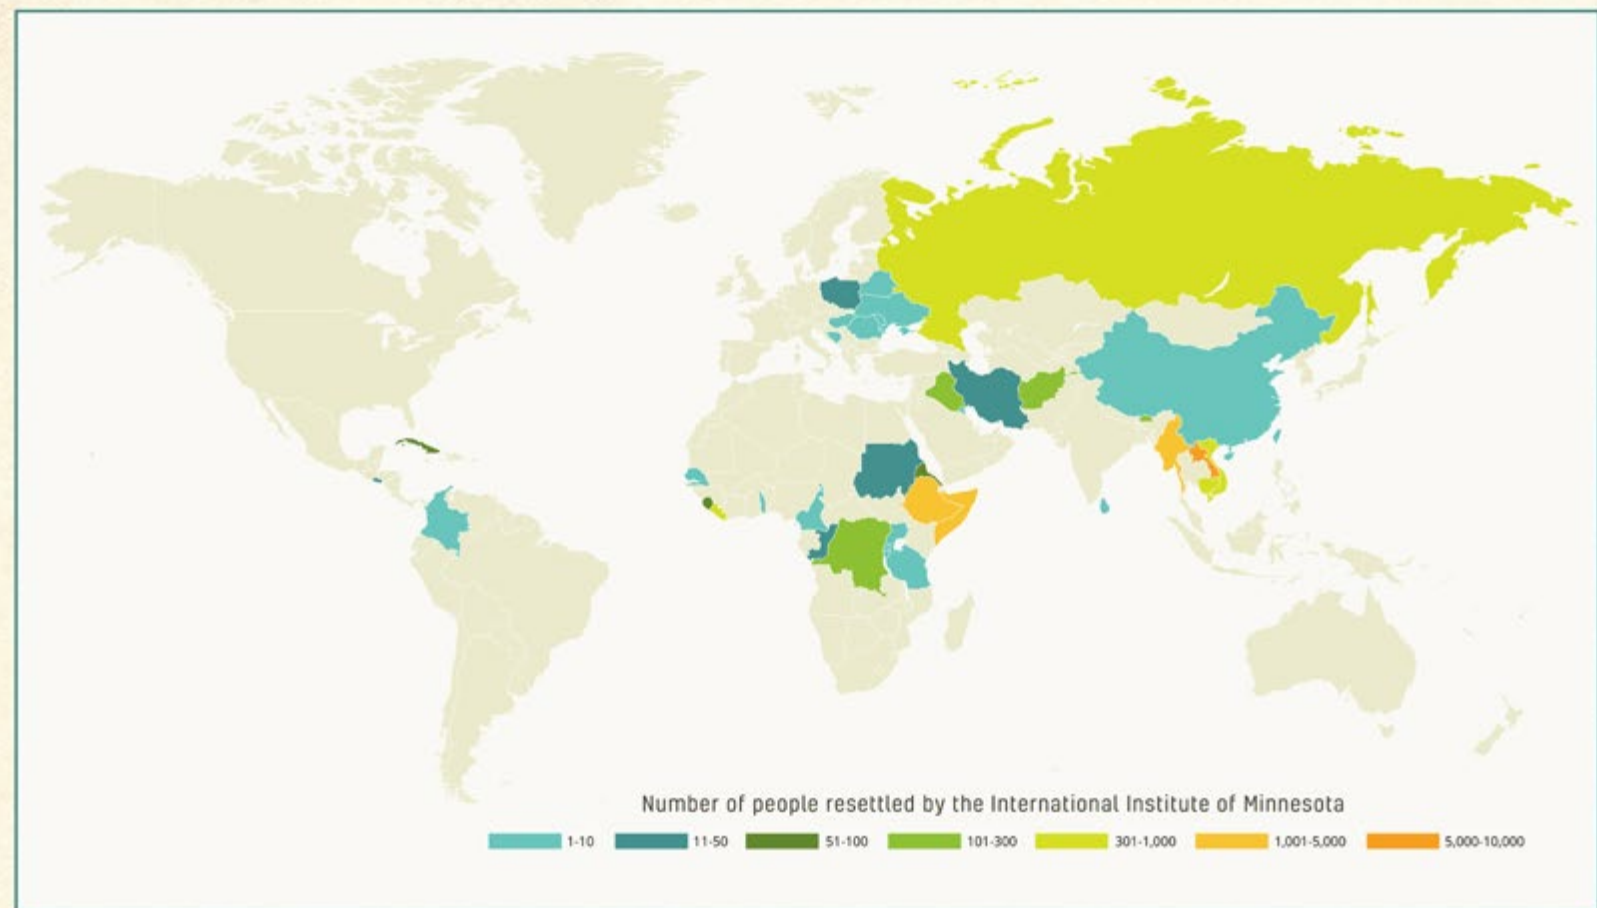 Number of people resettled by the International Institute of Minnesota
1-10 11-50 51-100 101-300 301-1,000 1,001-5,000 5,000-10,000